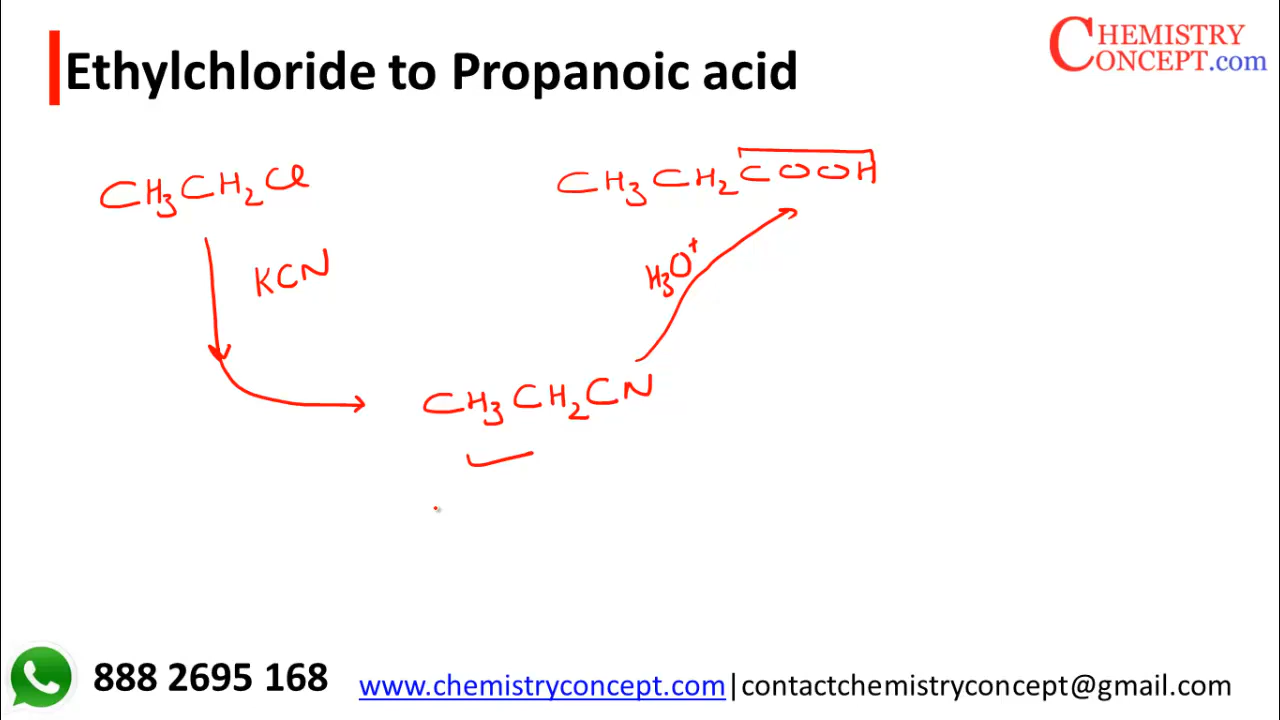 Ethylchloride to Propanoic acid
CHEMISTRY
CONCEPT.com
CH₃CH₂Cl
CH₃CH₂COOH
KCN
H₃O⁺
CH₃CH₂CN
888 2695 168
www.chemistryconcept.com|contactchemistryconcept@gmail.com